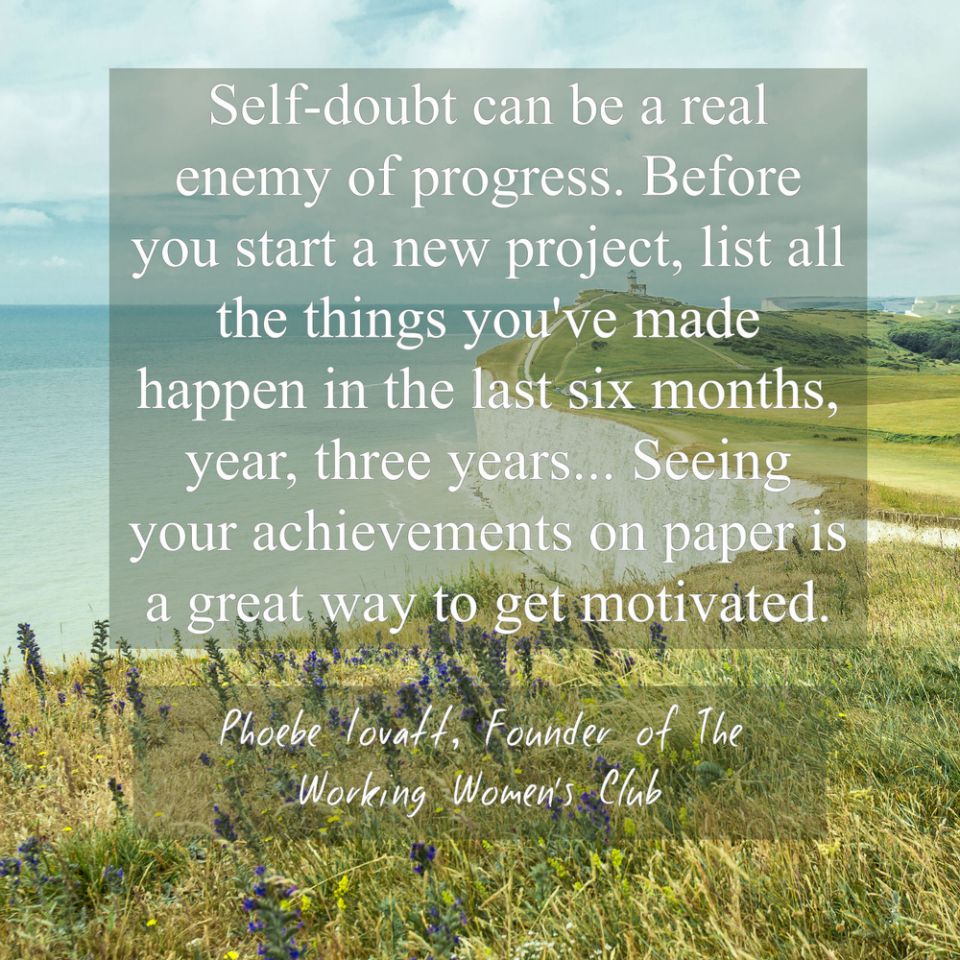 Self-doubt can be a real
enemy of progress. Before
you start a new project, list all
the things you've made
happen in the last six months,
year, three years... Seeing
your achievements on paper is
a great way to get motivated.
Phoebe lovatt, Founder of The
Working Women's Club